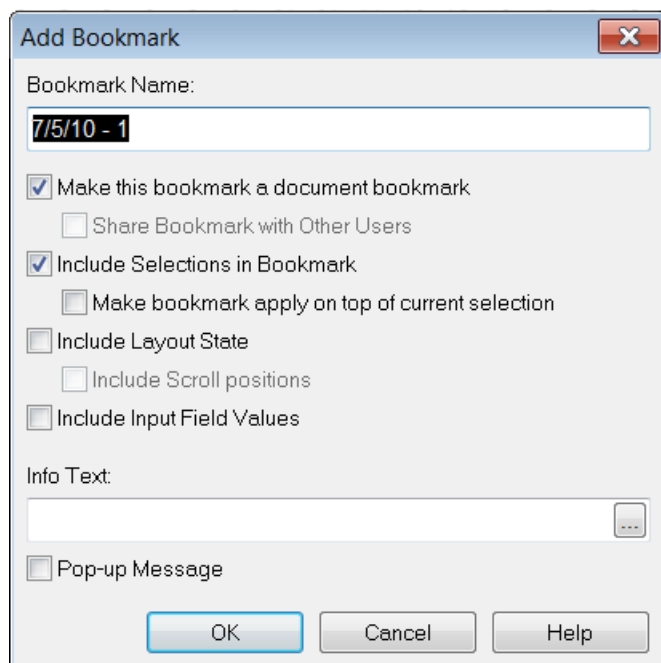 Add Bookmark
Bookmark Name:
7/5/10 - 1
Make this bookmark a document bookmark
Share Bookmark with Other Users
Include Selections in Bookmark
Make bookmark apply on top of current selection
Include Layout State
Include Scroll positions
Include Input Field Values
Info Text:
...
Pop-up Message
OK Cancel Help